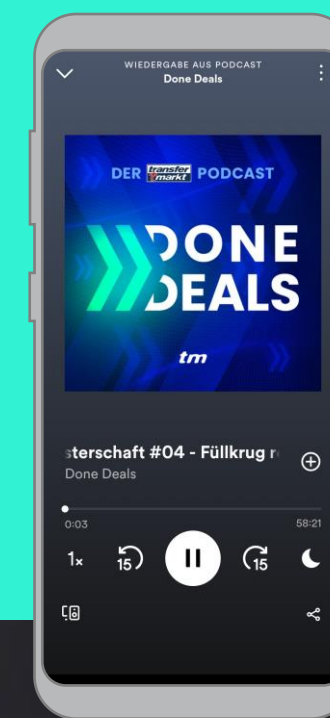 WIEDERGABE AUS PODCAST
Done Deals
DER transfer markt PODCAST
DONE
DEALS
tm
sterschaft #04 - Füllkrug r
Done Deals
0:03
58:21
1x
15
15